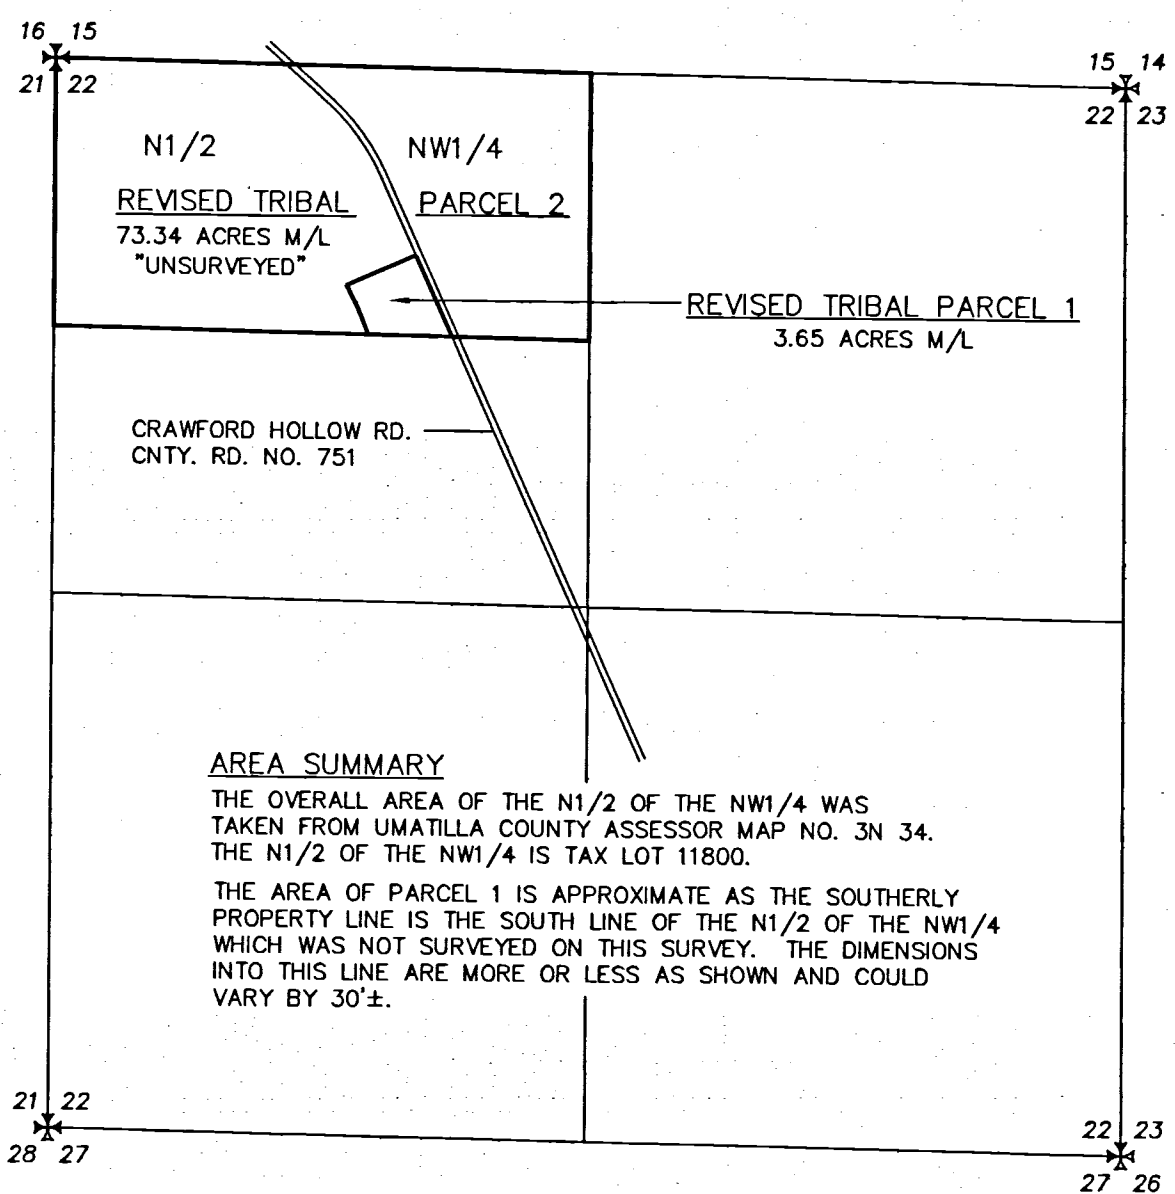 16 15
21 22
15 14
22 23
N1/2 NW1/4
REVISED TRIBAL PARCEL 2
73.34 ACRES M/L
"UNSURVEYED"
REVISED TRIBAL PARCEL 1
3.65 ACRES M/L
CRAWFORD HOLLOW RD.
CNTY. RD. NO. 751
AREA SUMMARY
THE OVERALL AREA OF THE N1/2 OF THE NW1/4 WAS
TAKEN FROM UMATILLA COUNTY ASSESSOR MAP NO. 3N 34.
THE N1/2 OF THE NW1/4 IS TAX LOT 11800.
THE AREA OF PARCEL 1 IS APPROXIMATE AS THE SOUTHERLY
PROPERTY LINE IS THE SOUTH LINE OF THE N1/2 OF THE NW1/4
WHICH WAS NOT SURVEYED ON THIS SURVEY. THE DIMENSIONS
INTO THIS LINE ARE MORE OR LESS AS SHOWN AND COULD
VARY BY 30'±.
21 22
28 27
22 23
27 26